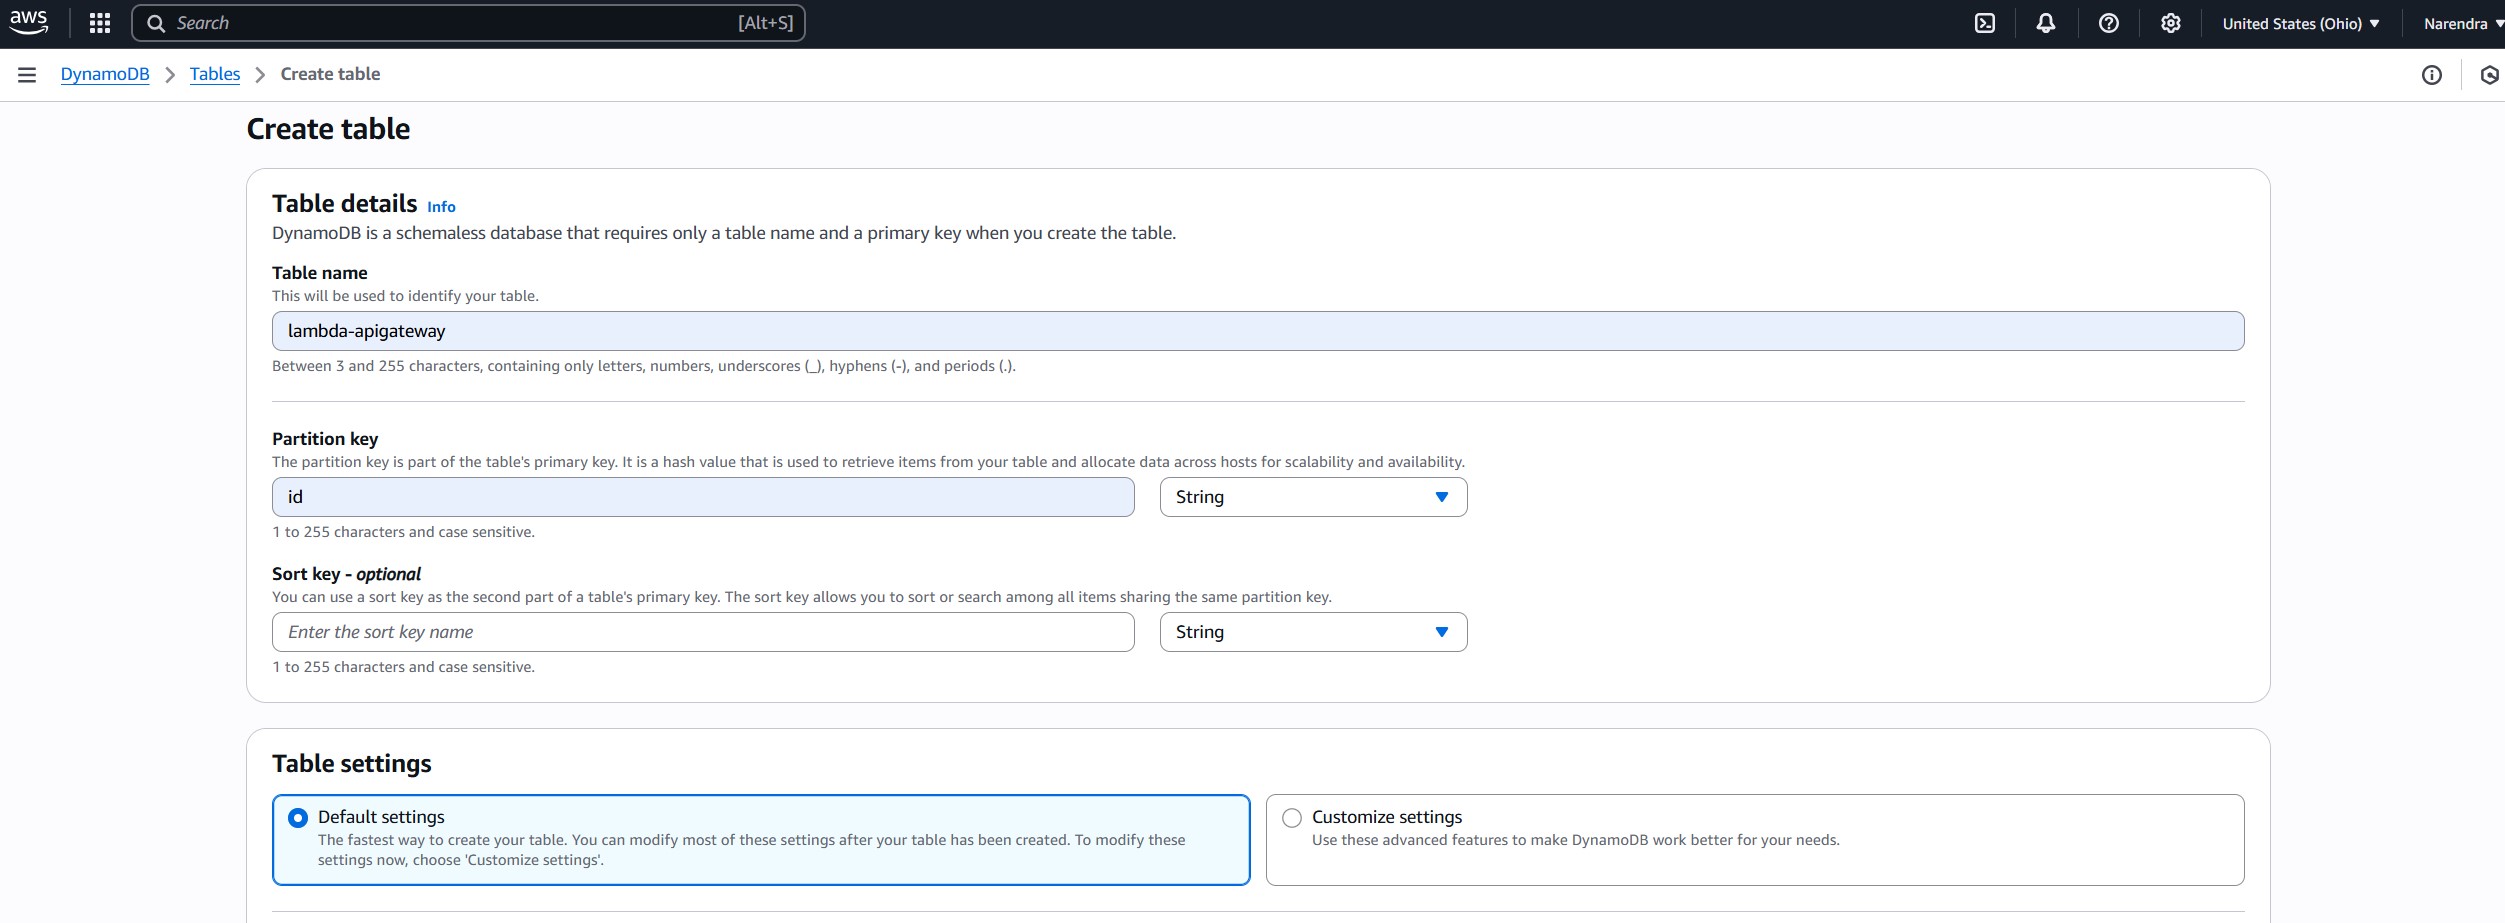 aws
Search [Alt+S]
United States (Ohio)
Narendra
DynamoDB
Tables
Create table
Create table
Table details Info
DynamoDB is a schemaless database that requires only a table name and a primary key when you create the table.
Table name
This will be used to identify your table.
lambda-apigateway
Between 3 and 255 characters, containing only letters, numbers, underscores (_), hyphens (-), and periods (.).
Partition key
The partition key is part of the table's primary key. It is a hash value that is used to retrieve items from your table and allocate data across hosts for scalability and availability.
id
String
1 to 255 characters and case sensitive.
Sort key - optional
You can use a sort key as the second part of a table's primary key. The sort key allows you to sort or search among all items sharing the same partition key.
Enter the sort key name
String
1 to 255 characters and case sensitive.
Table settings
Default settings
The fastest way to create your table. You can modify most of these settings after your table has been created. To modify these
settings now, choose 'Customize settings'.
Customize settings
Use these advanced features to make DynamoDB work better for your needs.